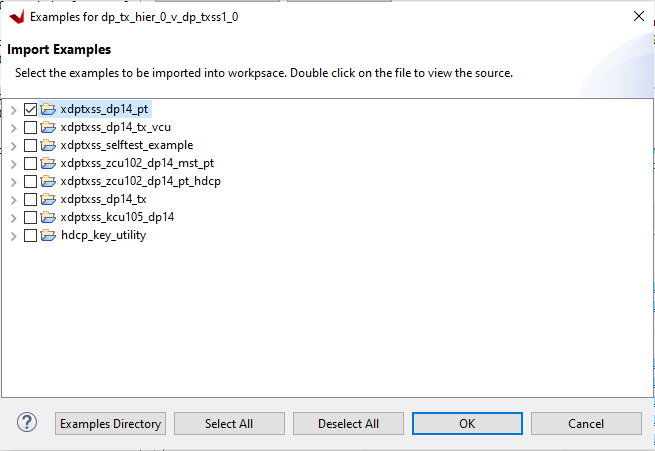 Examples for dp_tx_hier_0_v_dp_txss1_0
Import Examples
Select the examples to be imported into workpsace. Double click on the file to view the source.
xdptxss_dp14_pt
xdptxss_dp14_tx_vcu
xdptxss_selftest_example
xdptxss_zcu102_dp14_mst_pt
xdptxss_zcu102_dp14_pt_hdcp
xdptxss_dp14_tx
xdptxss_kcu105_dp14
hdcp_key_utility
? Examples Directory Select All Deselect All OK Cancel